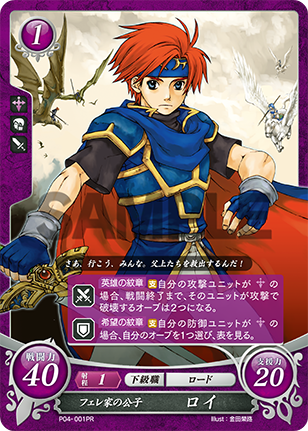 1
SAMPLE
さあ、行こう、みんな。父上たちを救出するんだ！
英雄の紋章 支 自分の攻撃ユニットが
の場合、戦闘終了まで、そのユニットが攻撃で
破壊するオーブは2つになる。
希望の紋章 支 自分の防御ユニットが
の場合、自分のオーブを1つ選び、表を見る。
戦闘力
40
射程 1 下級職 ロード
支援力
20
フェレ家の公子 ロイ
P04-001PR
Illust：金田榮路